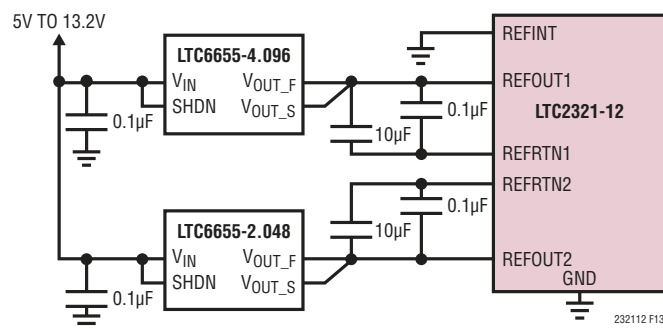 5V TO 13.2V
LTC6655-4.096
VIN
SHDN
VOUT_F
VOUT_S
0.1µF
10µF
0.1µF
REFINT
REFOUT1
LTC2321-12
REFRTN1
REFRTN2
REFOUT2
GND
LTC6655-2.048
VIN
SHDN
VOUT_F
VOUT_S
0.1µF
10µF
0.1µF
232112 F13